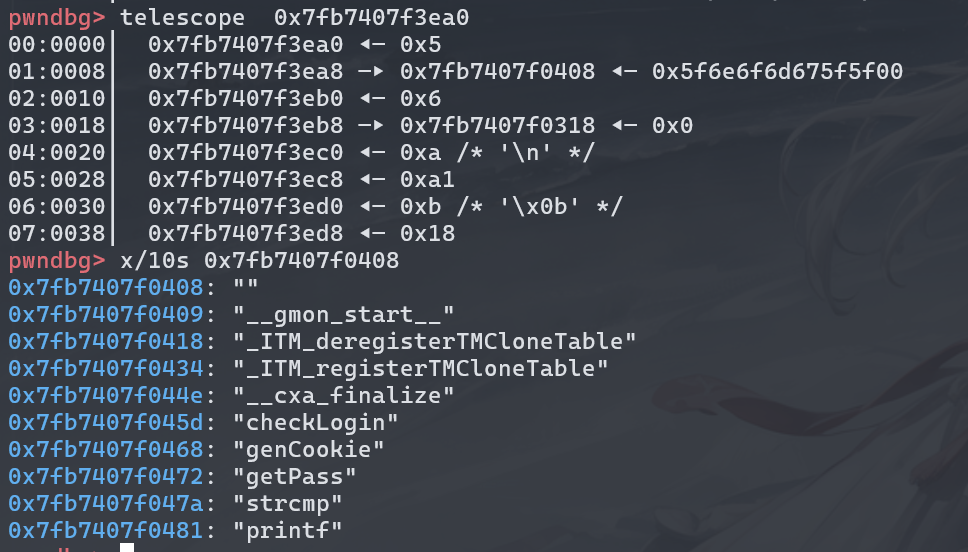 pwndbg> telescope  0x7fb7407f3ea0
00:0000│  0x7fb7407f3ea0 ◂— 0x5
01:0008│  0x7fb7407f3ea8 —▸ 0x7fb7407f0408 ◂— 0x5f6e6f6d675f5f00
02:0010│  0x7fb7407f3eb0 ◂— 0x6
03:0018│  0x7fb7407f3eb8 —▸ 0x7fb7407f0318 ◂— 0x0
04:0020│  0x7fb7407f3ec0 ◂— 0xa /* '\n' */
05:0028│  0x7fb7407f3ec8 ◂— 0xa1
06:0030│  0x7fb7407f3ed0 ◂— 0xb /* '\x0b' */
07:0038│  0x7fb7407f3ed8 ◂— 0x18
pwndbg> x/10s 0x7fb7407f0408
0x7fb7407f0408: ""
0x7fb7407f0409: "__gmon_start__"
0x7fb7407f0418: "_ITM_deregisterTMCloneTable"
0x7fb7407f0434: "_ITM_registerTMCloneTable"
0x7fb7407f044e: "__cxa_finalize"
0x7fb7407f045d: "checkLogin"
0x7fb7407f0468: "genCookie"
0x7fb7407f0472: "getPass"
0x7fb7407f047a: "strcmp"
0x7fb7407f0481: "printf"